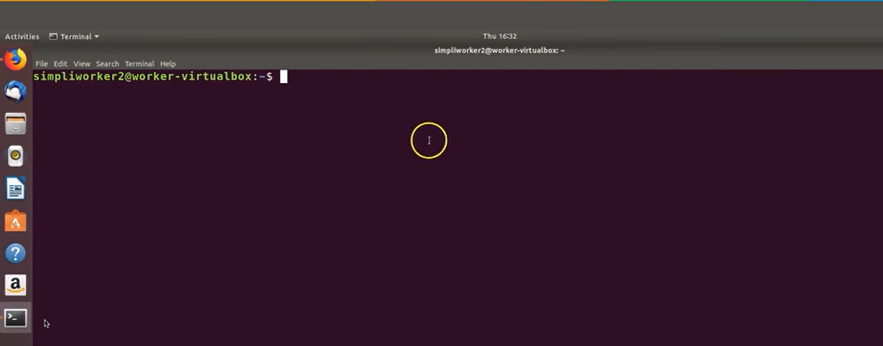 Activities Terminal Thu 16:32
simpliworker2@worker-virtualbox: ~
File Edit View Search Terminal Help
simpliworker2@worker-virtualbox:~$